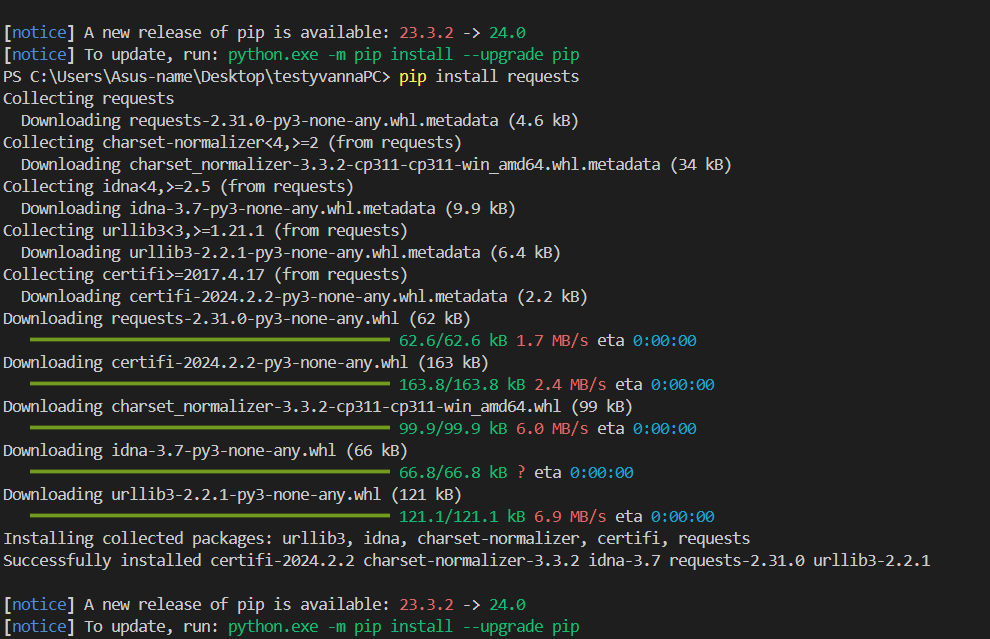 [notice] A new release of pip is available: 23.3.2 -> 24.0
[notice] To update, run: python.exe -m pip install --upgrade pip
PS C:\Users\Asus-name\Desktop\testyvannaPC> pip install requests
Collecting requests
  Downloading requests-2.31.0-py3-none-any.whl.metadata (4.6 kB)
Collecting charset-normalizer<4,>=2 (from requests)
  Downloading charset_normalizer-3.3.2-cp311-cp311-win_amd64.whl.metadata (34 kB)
Collecting idna<4,>=2.5 (from requests)
  Downloading idna-3.7-py3-none-any.whl.metadata (9.9 kB)
Collecting urllib3<3,>=1.21.1 (from requests)
  Downloading urllib3-2.2.1-py3-none-any.whl.metadata (6.4 kB)
Collecting certifi>=2017.4.17 (from requests)
  Downloading certifi-2024.2.2-py3-none-any.whl.metadata (2.2 kB)
Downloading requests-2.31.0-py3-none-any.whl (62 kB)
62.6/62.6 kB 1.7 MB/s eta 0:00:00
Downloading certifi-2024.2.2-py3-none-any.whl (163 kB)
163.8/163.8 kB 2.4 MB/s eta 0:00:00
Downloading charset_normalizer-3.3.2-cp311-cp311-win_amd64.whl (99 kB)
99.9/99.9 kB 6.0 MB/s eta 0:00:00
Downloading idna-3.7-py3-none-any.whl (66 kB)
66.8/66.8 kB ? eta 0:00:00
Downloading urllib3-2.2.1-py3-none-any.whl (121 kB)
121.1/121.1 kB 6.9 MB/s eta 0:00:00
Installing collected packages: urllib3, idna, charset-normalizer, certifi, requests
Successfully installed certifi-2024.2.2 charset-normalizer-3.3.2 idna-3.7 requests-2.31.0 urllib3-2.2.1
[notice] A new release of pip is available: 23.3.2 -> 24.0
[notice] To update, run: python.exe -m pip install --upgrade pip